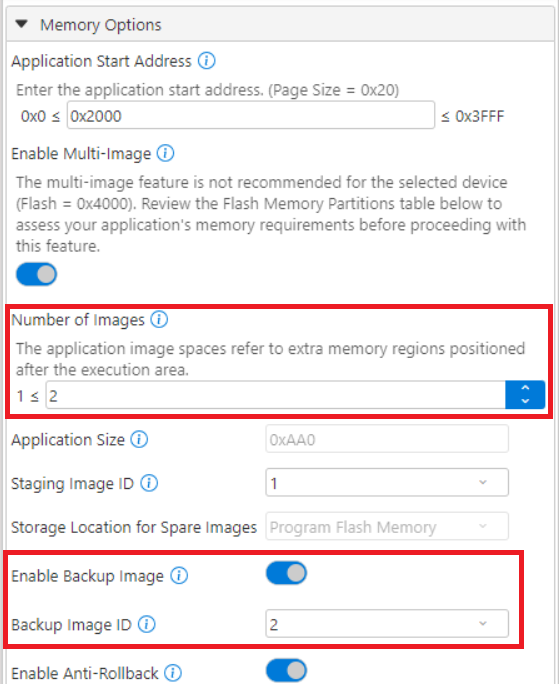 Memory Options
Application Start Address
Enter the application start address. (Page Size = 0x20)
0x0 ≤ 0x2000 ≤ 0x3FFF
Enable Multi-Image
The multi-image feature is not recommended for the selected device
(Flash = 0x4000). Review the Flash Memory Partitions table below to
assess your application's memory requirements before proceeding with
this feature.
Number of Images
The application image spaces refer to extra memory regions positioned
after the execution area.
1 ≤ 2
Application Size 0xAA0
Staging Image ID 1
Storage Location for Spare Images Program Flash Memory
Enable Backup Image
Backup Image ID 2
Enable Anti-Rollback